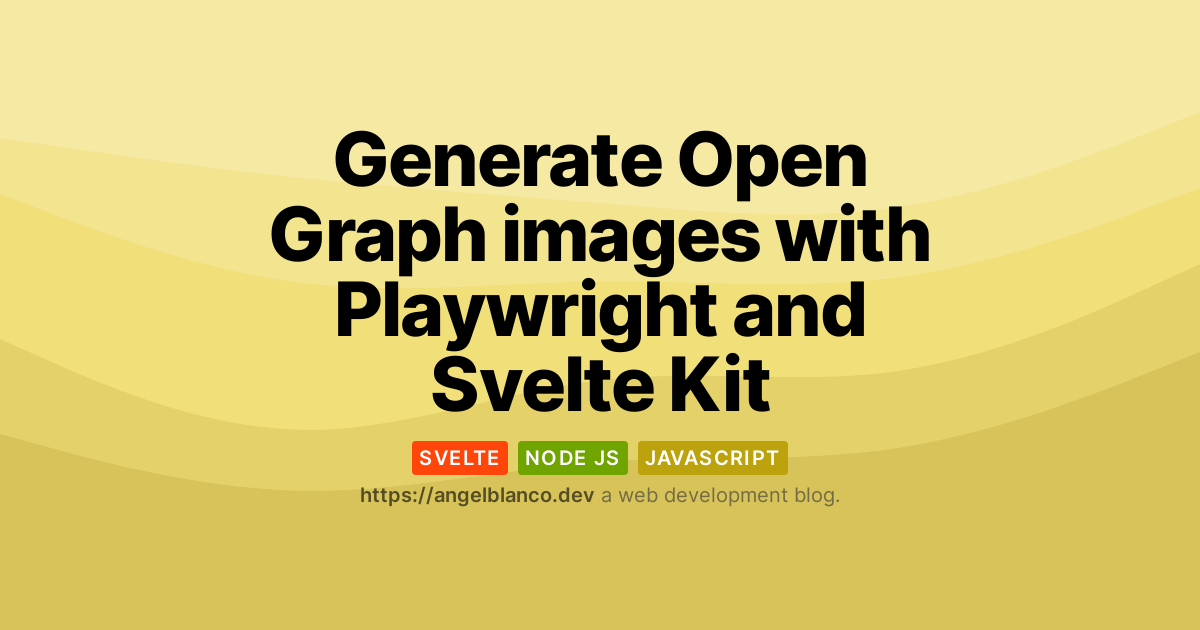 Generate Open
Graph images with
Playwright and
Svelte Kit
SVELTE NODE JS JAVASCRIPT
https://angelblanco.dev a web development blog.